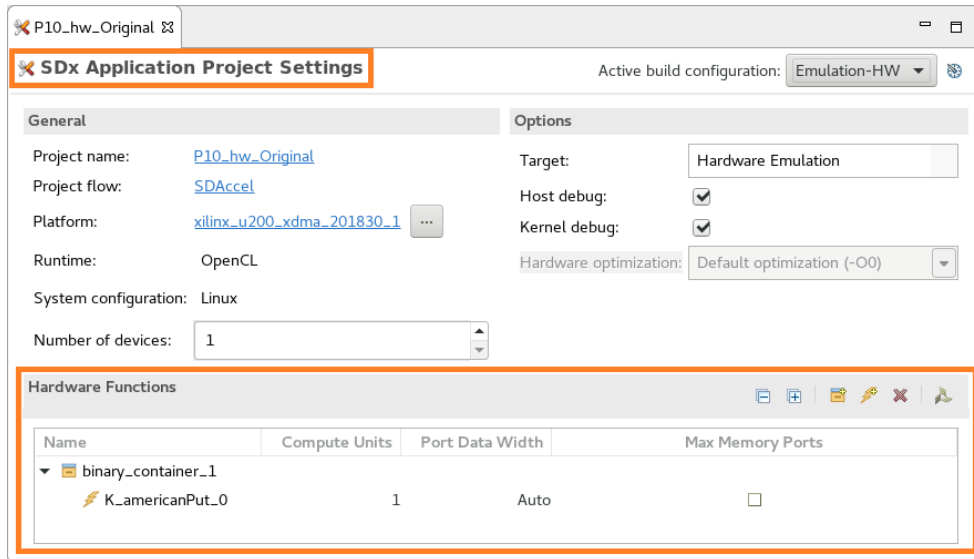 P10_hw_Original
SDx Application Project Settings
Active build configuration: Emulation-HW
General
Project name: P10_hw_Original
Project flow: SDAccel
Platform: xilinx_u200_xdma_201830_1 ...
Runtime: OpenCL
System configuration: Linux
Number of devices: 1
Options
Target: Hardware Emulation
Host debug:
Kernel debug:
Hardware optimization: Default optimization (-O0)
Hardware Functions
Name Compute Units Port Data Width Max Memory Ports
binary_container_1
K_americanPut_0 1 Auto